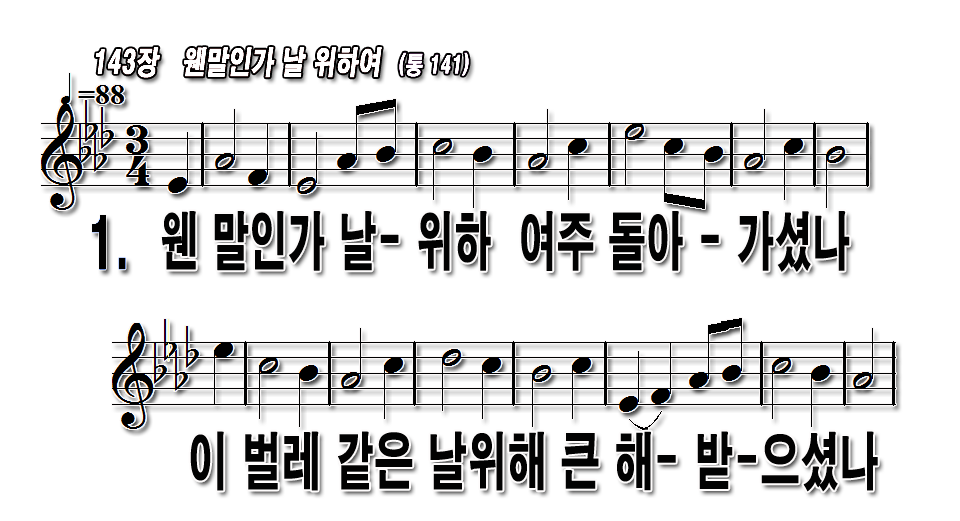 143장 웬말인가 날 위하여 (통 141)
♩=88
3/4
1. 웬 말인가 날- 위하 여주 돌아 - 가셨나
이 벌레 같은 날위해 큰 해- 받-으셨나